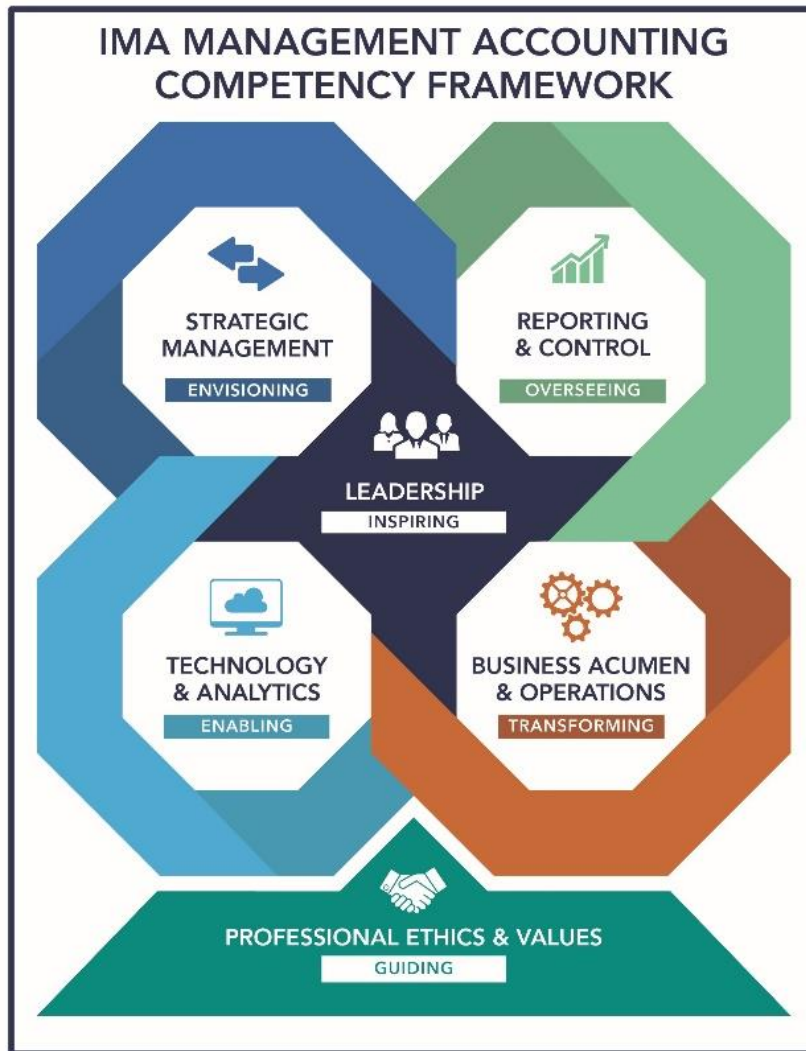 IMA MANAGEMENT ACCOUNTING
COMPETENCY FRAMEWORK
STRATEGIC
MANAGEMENT
ENVISIONING
REPORTING
& CONTROL
OVERSEEING
LEADERSHIP
INSPIRING
TECHNOLOGY
& ANALYTICS
ENABLING
BUSINESS ACUMEN
& OPERATIONS
TRANSFORMING
PROFESSIONAL ETHICS & VALUES
GUIDING